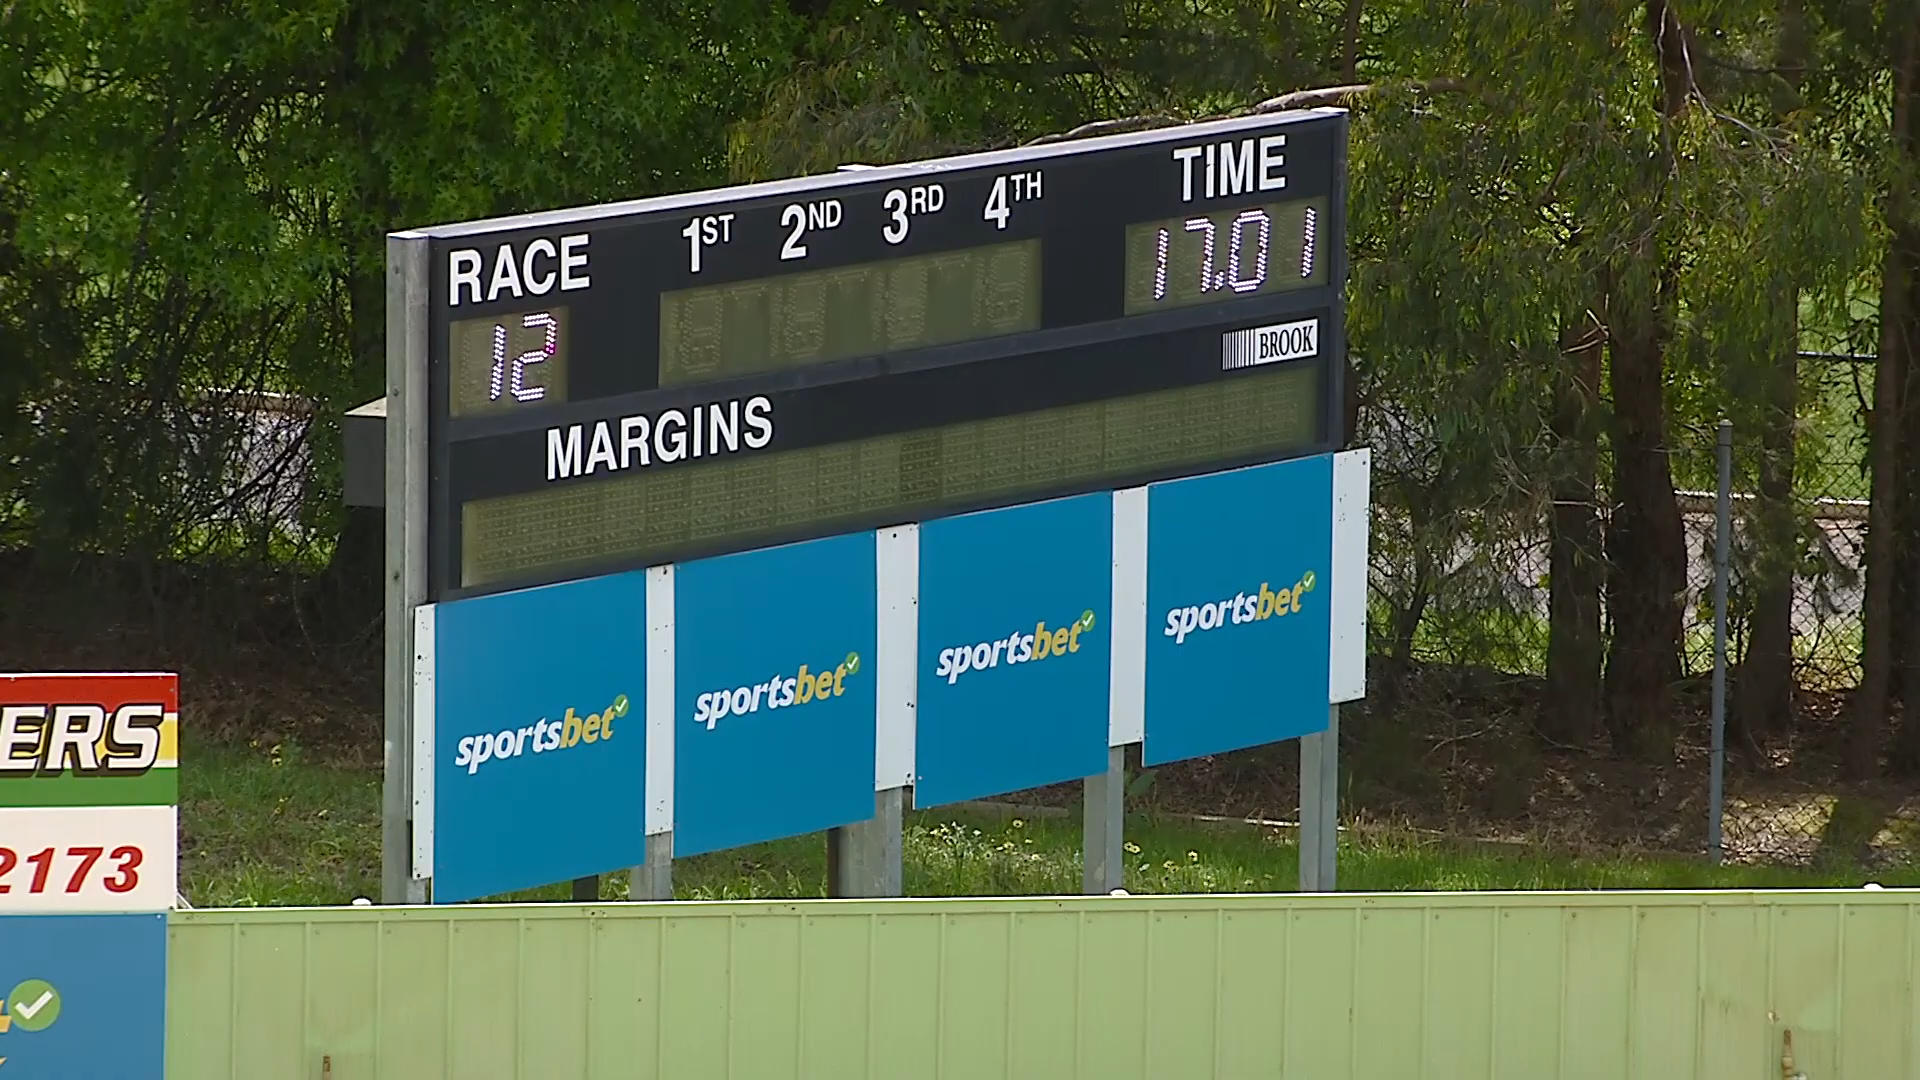 RACE 1ST 2ND 3RD 4TH TIME
12 17.01
BROOK
MARGINS
sportsbet sportsbet sportsbet sportsbet
ERS
2173